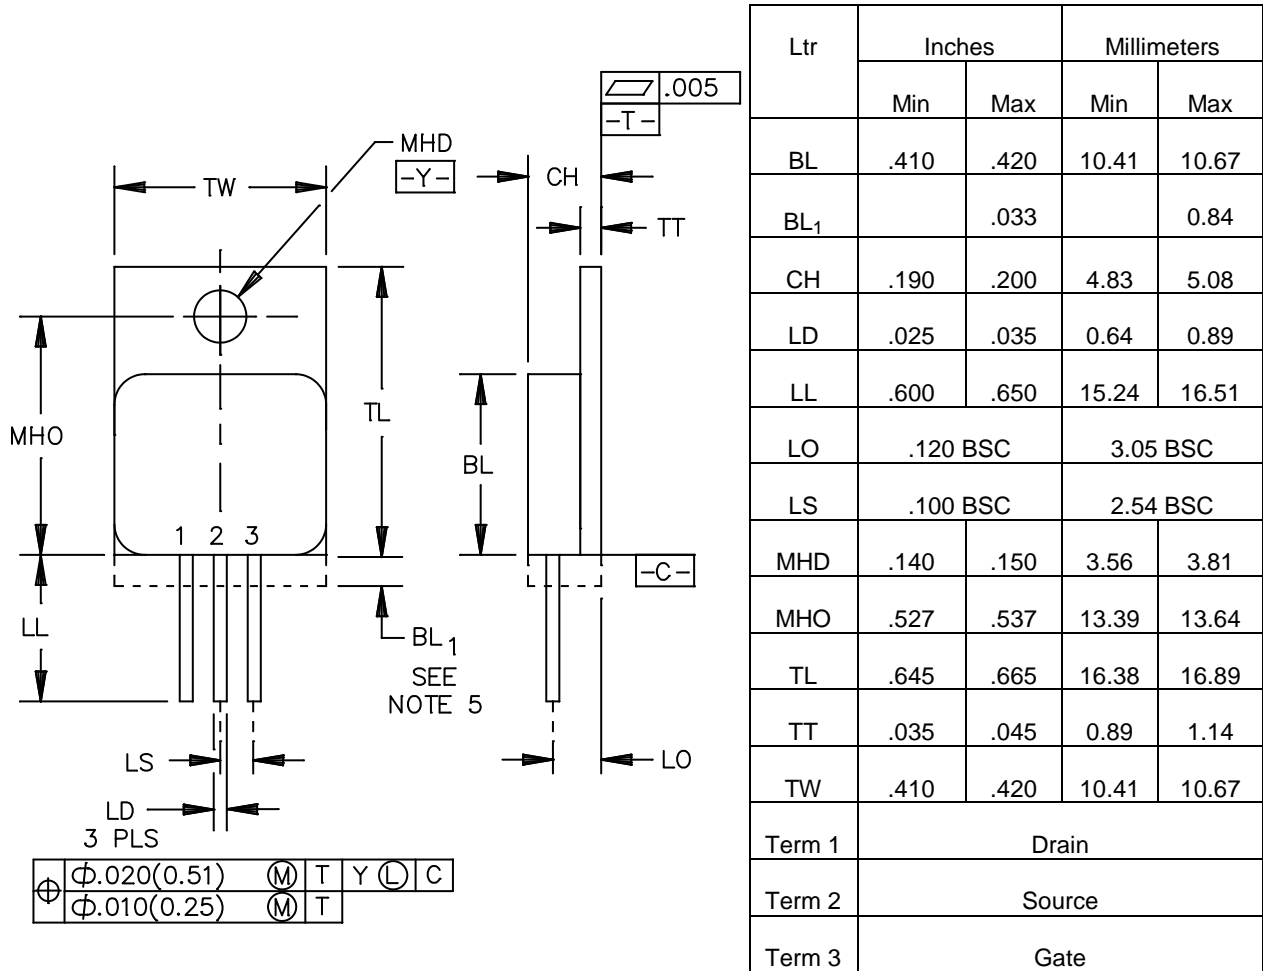 .005
-T-
MHD
-Y-
TW
CH
TT
MHO
TL
BL
1 2 3
-C-
LL
BL1
SEE
NOTE 5
LS
LO
LD
3 PLS
⌀.020(0.51) Ⓜ T Y Ⓛ C
⌀.010(0.25) Ⓜ T
Ltr Inches Millimeters
Min Max Min Max
BL .410 .420 10.41 10.67
BL1 .033 0.84
CH .190 .200 4.83 5.08
LD .025 .035 0.64 0.89
LL .600 .650 15.24 16.51
LO .120 BSC 3.05 BSC
LS .100 BSC 2.54 BSC
MHD .140 .150 3.56 3.81
MHO .527 .537 13.39 13.64
TL .645 .665 16.38 16.89
TT .035 .045 0.89 1.14
TW .410 .420 10.41 10.67
Term 1 Drain
Term 2 Source
Term 3 Gate